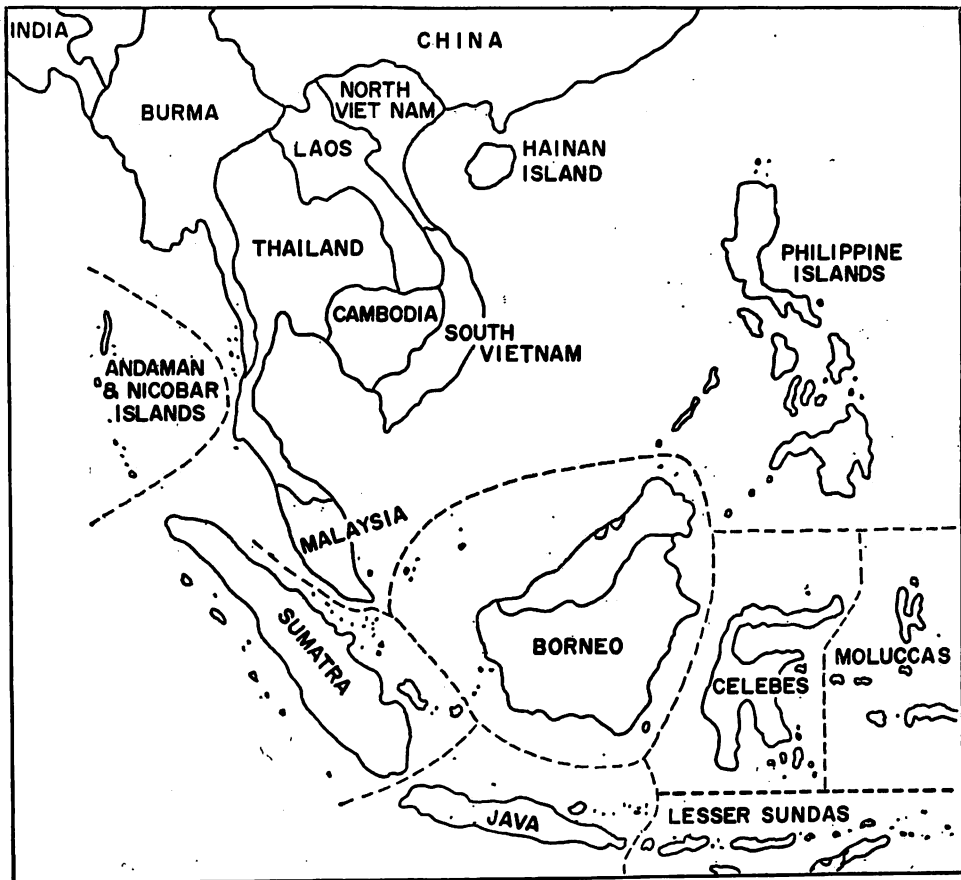 INDIA
CHINA
BURMA
NORTH
VIET NAM
LAOS
HAINAN
ISLAND
THAILAND
PHILIPPINE
ISLANDS
CAMBODIA
SOUTH
VIETNAM
ANDAMAN
& NICOBAR
ISLANDS
MALAYSIA
SUMATRA
BORNEO
CELEBES
MOLUCCAS
JAVA
LESSER SUNDAS